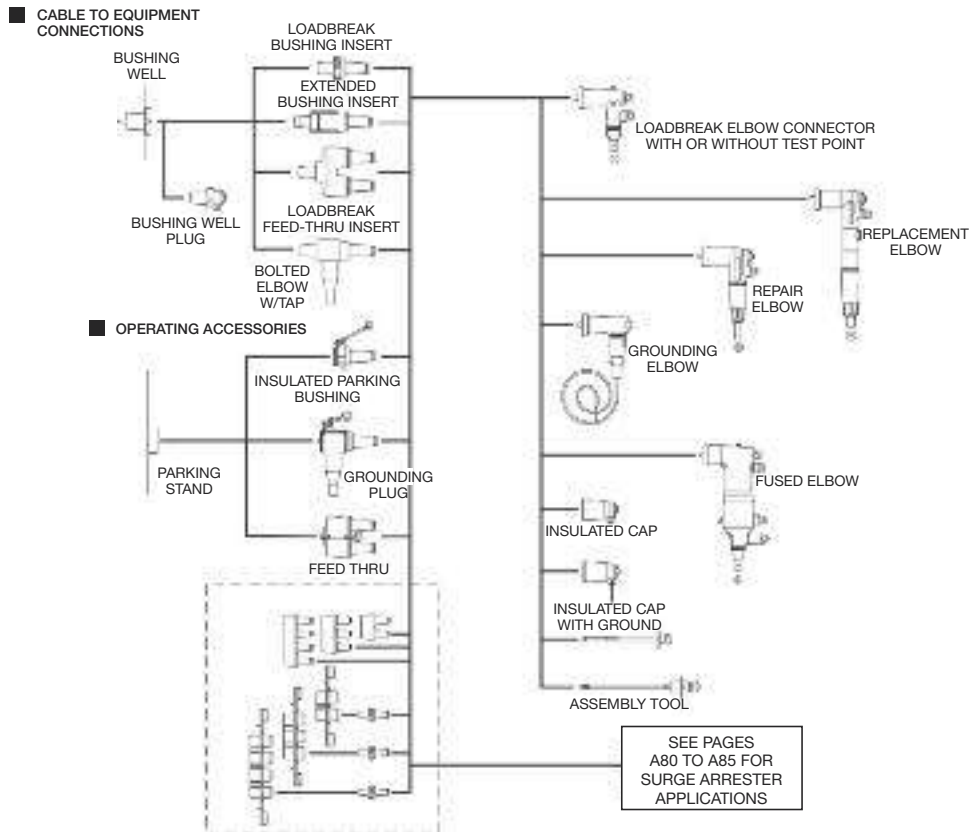 CABLE TO EQUIPMENT
CONNECTIONS
BUSHING
WELL
LOADBREAK
BUSHING INSERT
EXTENDED
BUSHING INSERT
LOADBREAK
FEED-THRU INSERT
BUSHING WELL
PLUG
BOLTED
ELBOW
W/TAP
LOADBREAK ELBOW CONNECTOR
WITH OR WITHOUT TEST POINT
REPLACEMENT
ELBOW
REPAIR
ELBOW
OPERATING ACCESSORIES
INSULATED PARKING
BUSHING
GROUNDING
ELBOW
PARKING
STAND
GROUNDING
PLUG
FUSED ELBOW
FEED THRU
INSULATED CAP
INSULATED CAP
WITH GROUND
ASSEMBLY TOOL
SEE PAGES
A80 TO A85 FOR
SURGE ARRESTER
APPLICATIONS